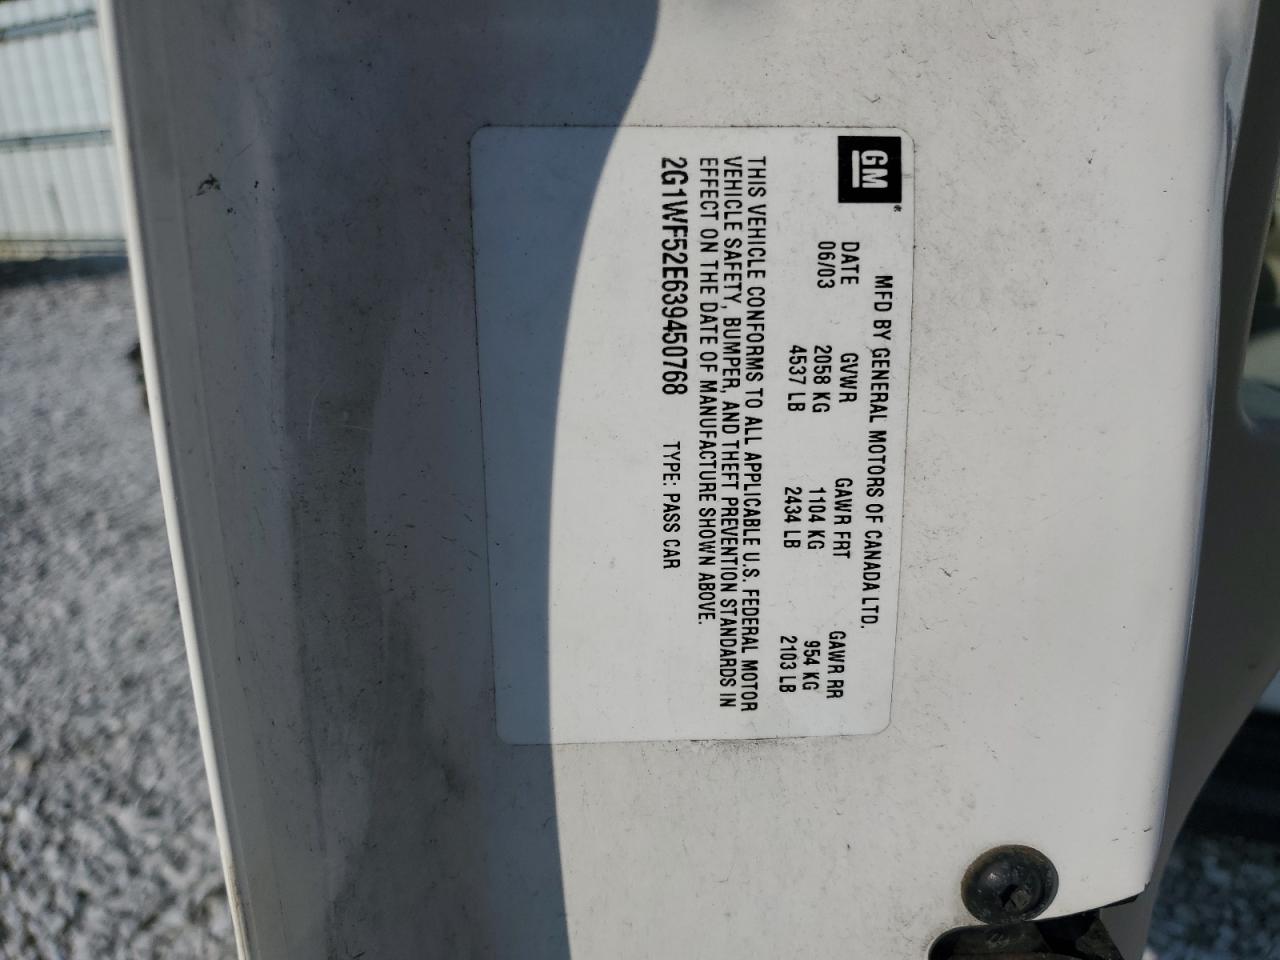 GM
MFD BY GENERAL MOTORS OF CANADA LTD.
DATE GVWR GAWR FRT GAWR RR
06/03 2058 KG 1104 KG 954 KG
4537 LB 2434 LB 2103 LB
THIS VEHICLE CONFORMS TO ALL APPLICABLE U.S. FEDERAL MOTOR
VEHICLE SAFETY, BUMPER, AND THEFT PREVENTION STANDARDS IN
EFFECT ON THE DATE OF MANUFACTURE SHOWN ABOVE.
2G1WF52E639450768 TYPE: PASS CAR